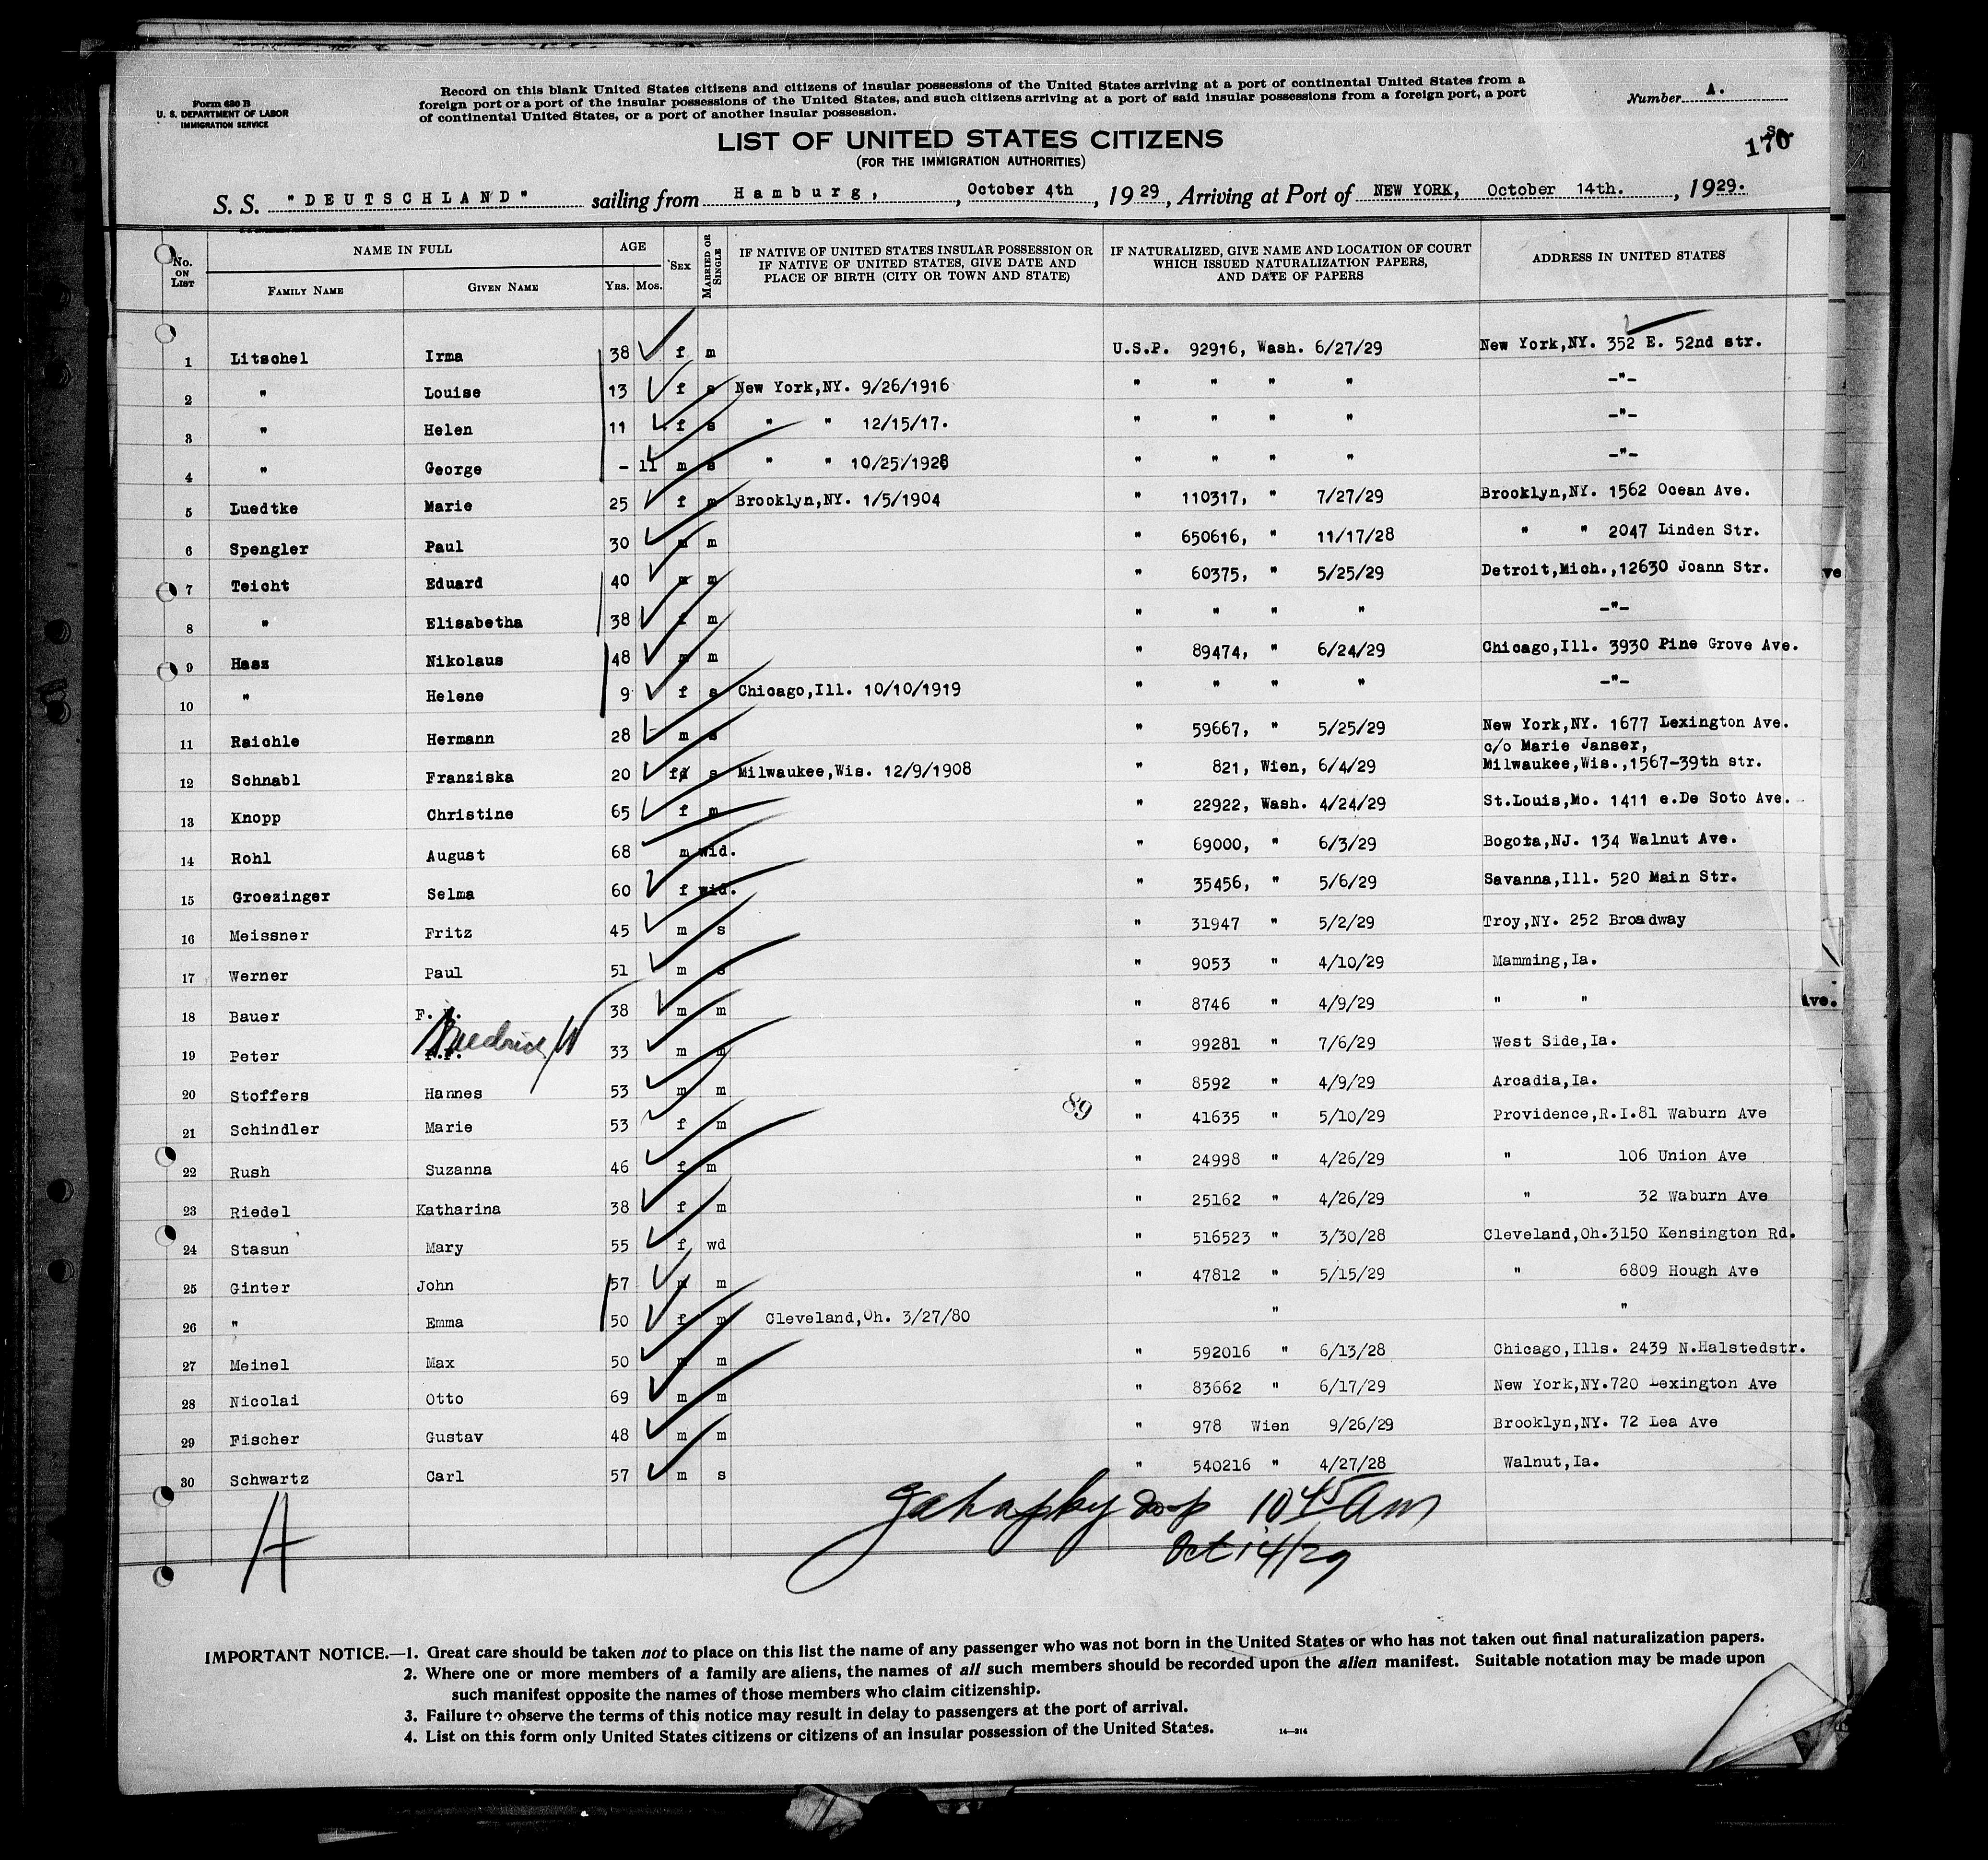 Form 630 B
U. S. DEPARTMENT OF LABOR
IMMIGRATION SERVICE
Record on this blank United States citizens and citizens of insular possessions of the United States arriving at a port of continental United States from a
foreign port or a port of the insular possessions of the United States, and such citizens arriving at a port of said insular possessions from a foreign port, a port
of continental United States, or a port of another insular possession.
Number A.
170
LIST OF UNITED STATES CITIZENS
(FOR THE IMMIGRATION AUTHORITIES)
S. S. "DEUTSCHLAND" sailing from Hamburg, , October 4th , 1929, Arriving at Port of NEW YORK, October 14th. , 1929.
No. ON LIST
NAME IN FULL
FAMILY NAME GIVEN NAME
AGE
YRS. MOS.
SEX
MARRIED OR SINGLE
IF NATIVE OF UNITED STATES INSULAR POSSESSION OR
IF NATIVE OF UNITED STATES, GIVE DATE AND
PLACE OF BIRTH (CITY OR TOWN AND STATE)
IF NATURALIZED, GIVE NAME AND LOCATION OF COURT
WHICH ISSUED NATURALIZATION PAPERS,
AND DATE OF PAPERS
ADDRESS IN UNITED STATES
1 Litschel Irma 38 f m U.S.P. 92916, Wash. 6/27/29 New York,NY. 352 E. 52nd str.
2 " Louise 13 f s New York,NY. 9/26/1916 " " " " -"-
3 " Helen 11 f s " " 12/15/17. " " " " -"-
4 " George - 11 m s " " 10/25/1928 " " " " -"-
5 Luedtke Marie 25 f m Brooklyn,NY. 1/5/1904 " 110317, " 7/27/29 Brooklyn,NY. 1562 Ocean Ave.
6 Spengler Paul 30 m m " 650616, " 11/17/28 " " 2047 Linden Str.
7 Teicht Eduard 40 m m " 60375, " 5/25/29 Detroit,Mich.,12630 Joann Str.
8 " Elisabetha 38 f m " " " " -"-
9 Hasz Nikolaus 48 m m " 89474, " 6/24/29 Chicago,Ill. 3930 Pine Grove Ave.
10 " Helene 9 f s Chicago,Ill. 10/10/1919 " " " " -"-
11 Raichle Hermann 28 m s " 59667, " 5/25/29 New York,NY. 1677 Lexington Ave.
c/o Marie Janser,
12 Schnabl Franziska 20 f s Milwaukee,Wis. 12/9/1908 " 821, Wien, 6/4/29 Milwaukee,Wis.,1567-39th str.
13 Knopp Christine 65 f m " 22922, Wash. 4/24/29 St.Louis,Mo. 1411 e.De Soto Ave.
14 Rohl August 68 m wid. " 69000, " 6/3/29 Bogota,NJ. 134 Walnut Ave.
15 Groezinger Selma 60 f wid. " 35456, " 5/6/29 Savanna,Ill. 520 Main Str.
16 Meissner Fritz 45 m s " 31947 " 5/2/29 Troy,NY. 252 Broadway
17 Werner Paul 51 m s " 9053 " 4/10/29 Mamming,Ia.
18 Bauer F. 38 m m " 8746 " 4/9/29 " "
19 Peter 33 m m " 99281 " 7/6/29 West Side,Ia.
20 Stoffers Hannes 53 m m " 8592 " 4/9/29 Arcadia,Ia.
89
21 Schindler Marie 53 f m " 41635 " 5/10/29 Providence,R.I.81 Waburn Ave
22 Rush Suzanna 46 f m " 24998 " 4/26/29 " 106 Union Ave
23 Riedel Katharina 38 f m " 25162 " 4/26/29 " 32 Waburn Ave
24 Stasun Mary 55 f wd " 516523 " 3/30/28 Cleveland,Oh.3150 Kensington Rd.
25 Ginter John 57 m m " 47812 " 5/15/29 " 6809 Hough Ave
26 " Emma 50 f m Cleveland,Oh. 3/27/80 " "
27 Meinel Max 50 m m " 592016 " 6/13/28 Chicago,Ills. 2439 N.Halstedstr.
28 Nicolai Otto 69 m m " 83662 " 6/17/29 New York,NY.720 Lexington Ave
29 Fischer Gustav 48 m m " 978 Wien 9/26/29 Brooklyn,NY. 72 Lea Ave
30 Schwartz Carl 57 m s " 540216 " 4/27/28 Walnut,Ia.
A
10 45 Am
Oct 14/29
IMPORTANT NOTICE.—1. Great care should be taken not to place on this list the name of any passenger who was not born in the United States or who has not taken out final naturalization papers.
2. Where one or more members of a family are aliens, the names of all such members should be recorded upon the alien manifest. Suitable notation may be made upon
such manifest opposite the names of those members who claim citizenship.
3. Failure to observe the terms of this notice may result in delay to passengers at the port of arrival.
4. List on this form only United States citizens or citizens of an insular possession of the United States.
14—214
ve
Ave.